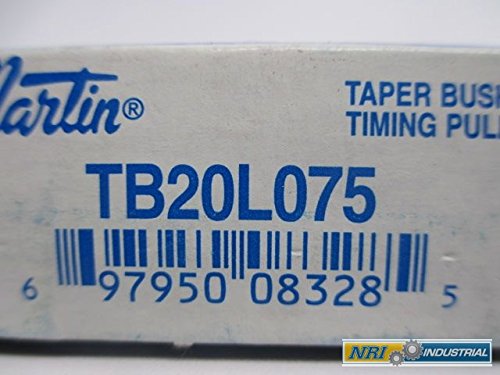 Martin®
TAPER BUSH
TIMING PULL
TB20L075
6 97950 08328 5
NRI INDUSTRIAL